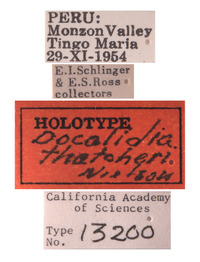 PERU:
Monzon Valley
Tingo Maria
29-XI-1954
E.I.Schlinger
& E.S.Ross
collectors
HOLOTYPE
Docalidia
thatcheri
Nielson
California Academy
of Sciences
Type
No. 13200